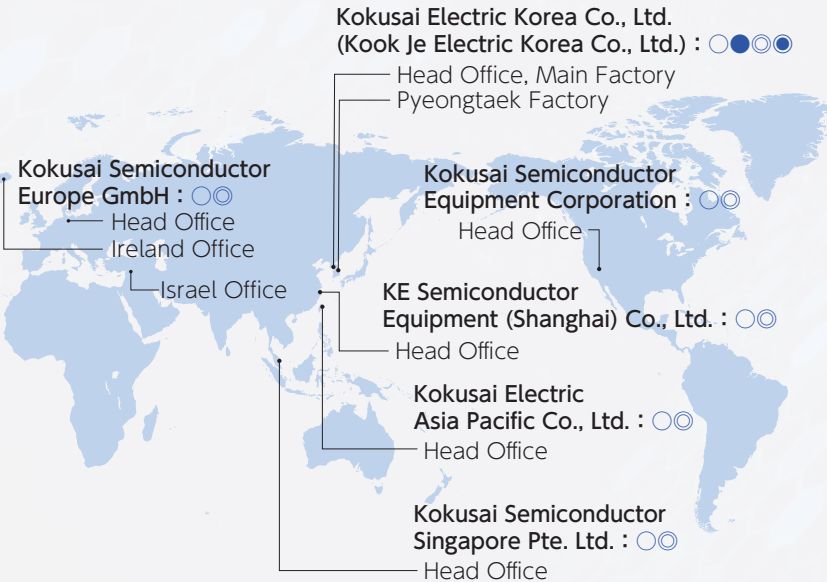 Kokusai Electric Korea Co., Ltd.
(Kook Je Electric Korea Co., Ltd.) : ○●◎◉
Head Office, Main Factory
Pyeongtaek Factory
Kokusai Semiconductor
Europe GmbH : ○◎
Head Office
Ireland Office
Israel Office
Kokusai Semiconductor
Equipment Corporation : ○◎
Head Office
KE Semiconductor
Equipment (Shanghai) Co., Ltd. : ○◎
Head Office
Kokusai Electric
Asia Pacific Co., Ltd. : ○◎
Head Office
Kokusai Semiconductor
Singapore Pte. Ltd. : ○◎
Head Office